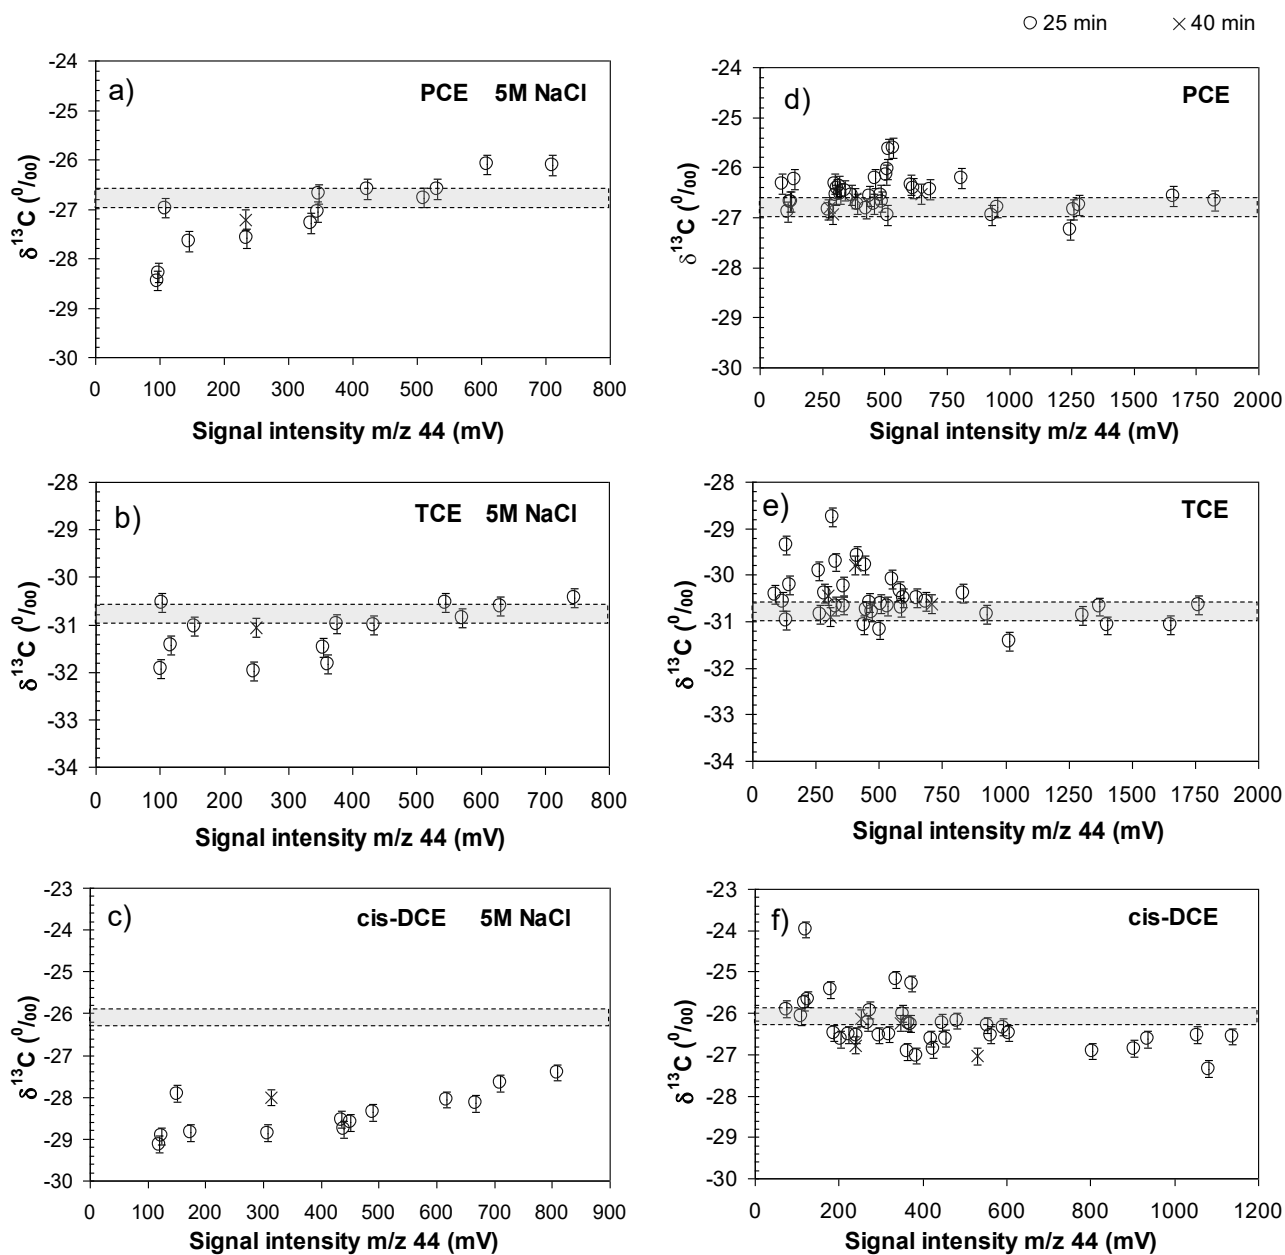 ○ 25 min × 40 min
a)
PCE 5M NaCl
-24
-25
-26
-27
-28
-29
-30
δ¹³C (⁰/₀₀)
0 100 200 300 400 500 600 700 800
Signal intensity m/z 44 (mV)
d)
PCE
-24
-25
-26
-27
-28
-29
-30
δ¹³C (⁰/₀₀)
0 250 500 750 1000 1250 1500 1750 2000
Signal intensity m/z 44 (mV)
b)
TCE 5M NaCl
-28
-29
-30
-31
-32
-33
-34
δ¹³C (⁰/₀₀)
0 100 200 300 400 500 600 700 800
Signal intensity m/z 44 (mV)
e)
TCE
-28
-29
-30
-31
-32
-33
-34
δ¹³C (⁰/₀₀)
0 250 500 750 1000 1250 1500 1750 2000
Signal intensity m/z 44 (mV)
c)
cis-DCE 5M NaCl
-23
-24
-25
-26
-27
-28
-29
-30
δ¹³C (⁰/₀₀)
0 100 200 300 400 500 600 700 800 900
Signal intensity m/z 44 (mV)
f)
cis-DCE
-23
-24
-25
-26
-27
-28
-29
-30
δ¹³C (⁰/₀₀)
0 200 400 600 800 1000 1200
Signal intensity m/z 44 (mV)